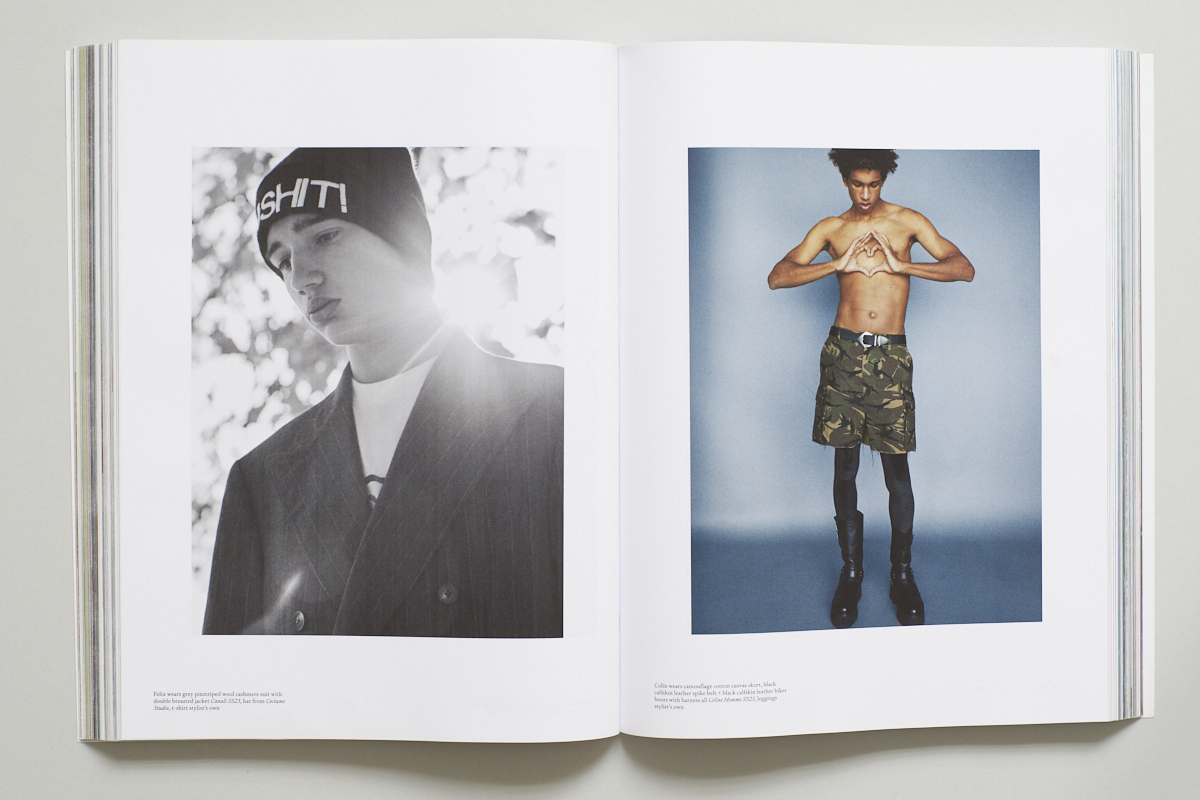 SHIT!
Felix wears grey pinstriped wool cashmere suit with
double breasted jacket Canali SS25, hat from Costume
Studio, t-shirt stylist's own
Colin wears camouflage cotton canvas skort, black
calfskin leather spike belt + black calfskin leather biker
boots with harness all Celine Homme SS25, leggings
stylist's own